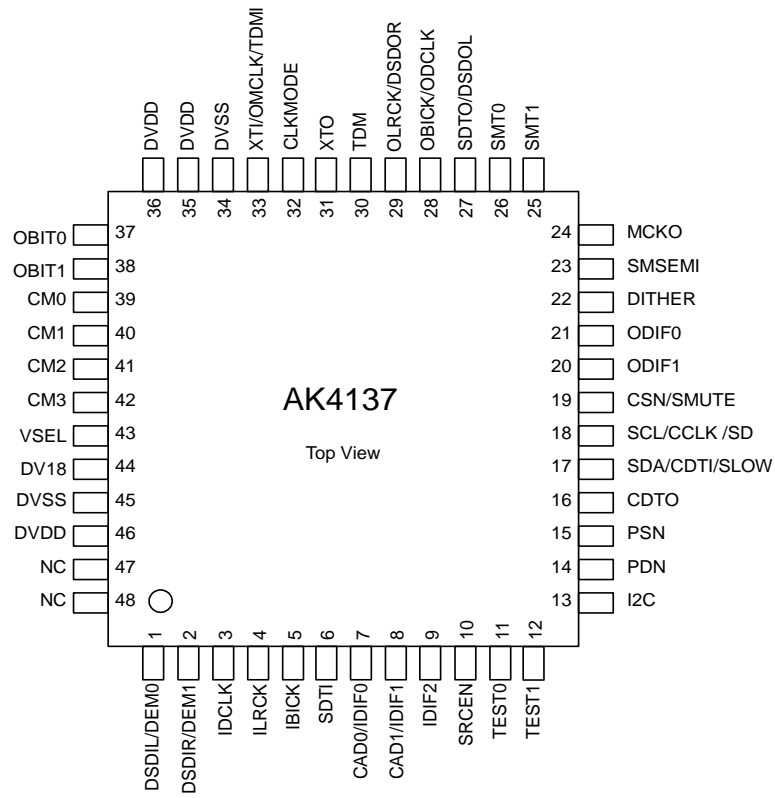 DVDD
DVDD
DVSS
XTI/OMCLK/TDMI
CLKMODE
XTO
TDM
OLRCK/DSDOR
OBICK/ODCLK
SDTO/DSDOL
SMT0
SMT1
36
35
34
33
32
31
30
29
28
27
26
25
OBIT0 37
OBIT1 38
CM0 39
CM1 40
CM2 41
CM3 42
VSEL 43
DV18 44
DVSS 45
DVDD 46
NC 47
NC 48
AK4137
Top View
24 MCKO
23 SMSEMI
22 DITHER
21 ODIF0
20 ODIF1
19 CSN/SMUTE
18 SCL/CCLK /SD
17 SDA/CDTI/SLOW
16 CDTO
15 PSN
14 PDN
13 I2C
1
2
3
4
5
6
7
8
9
10
11
12
DSDIL/DEM0
DSDIR/DEM1
IDCLK
ILRCK
IBICK
SDTI
CAD0/IDIF0
CAD1/IDIF1
IDIF2
SRCEN
TEST0
TEST1